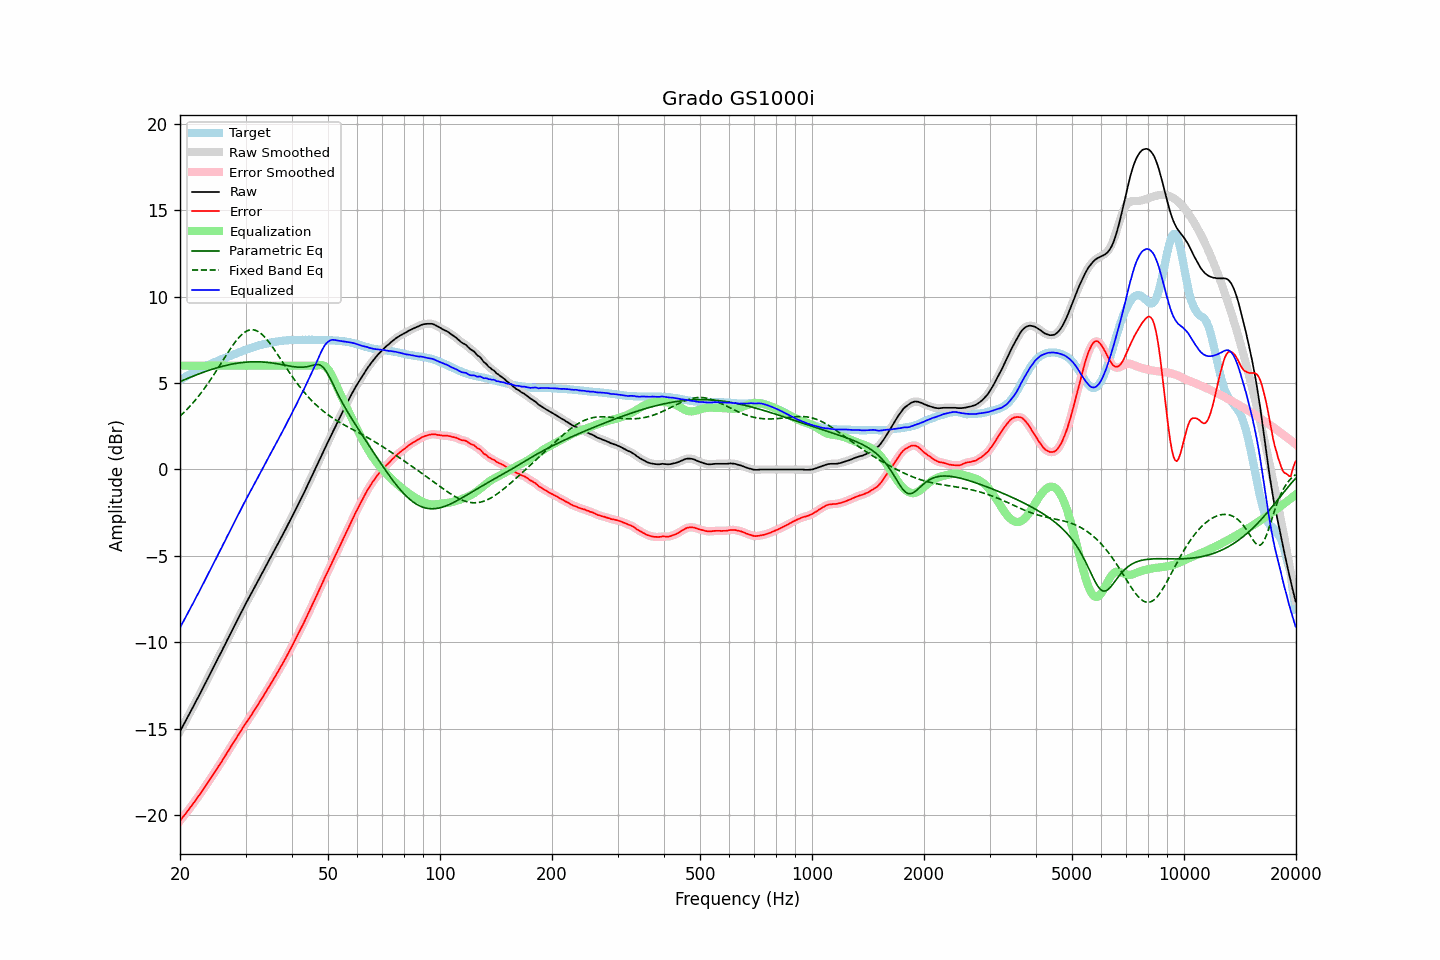 Grado GS1000i
Target
Raw Smoothed
Error Smoothed
Raw
Error
Equalization
Parametric Eq
Fixed Band Eq
Equalized
Amplitude (dBr)
20
15
10
5
0
−5
−10
−15
−20
20 50 100 200 500 1000 2000 5000 10000 20000
Frequency (Hz)